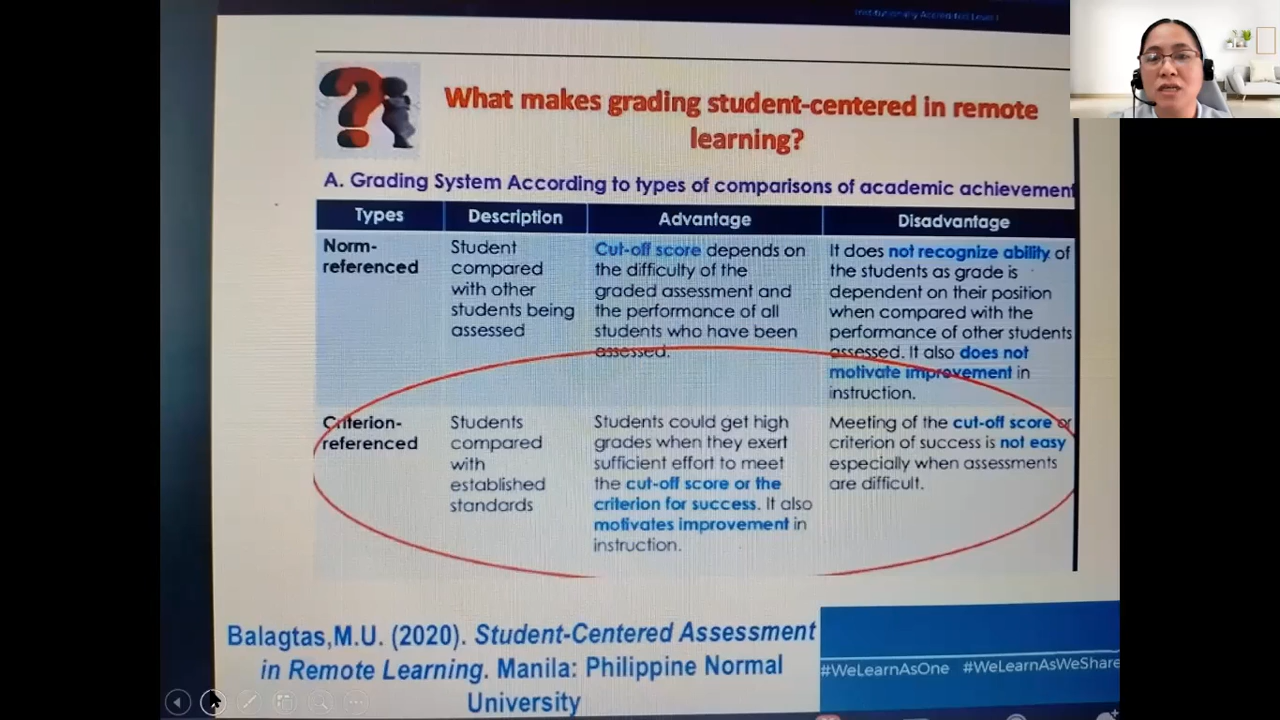 Institutionally Accredited Level I
What makes grading student-centered in remote
learning?
A. Grading System According to types of comparisons of academic achievement
Types Description Advantage Disadvantage
Norm-
referenced
Student
compared
with other
students being
assessed
Cut-off score depends on
the difficulty of the
graded assessment and
the performance of all
students who have been
assessed.
It does not recognize ability of
the students as grade is
dependent on their position
when compared with the
performance of other students
assessed. It also does not
motivate improvement in
instruction.
Criterion-
referenced
Students
compared
with
established
standards
Students could get high
grades when they exert
sufficient effort to meet
the cut-off score or the
criterion for success. It also
motivates improvement in
instruction.
Meeting of the cut-off score or
criterion of success is not easy
especially when assessments
are difficult.
Balagtas,M.U. (2020). Student-Centered Assessment
in Remote Learning. Manila: Philippine Normal
University
#WeLearnAsOne #WeLearnAsWeShare